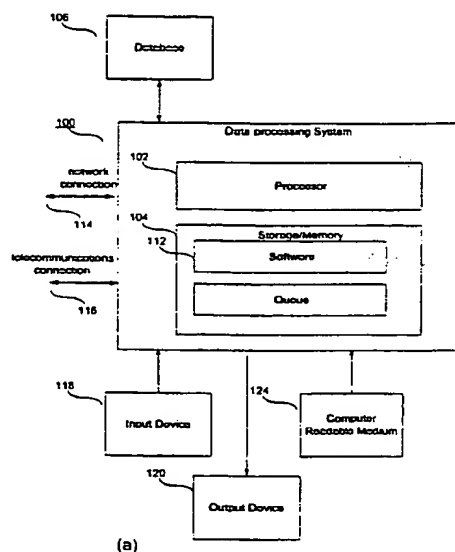 106
Database
100
Data processing System
network
connection
102
Processor
114
104
Storage/Memory
112
Software
telecommunications
connection
Queue
116
118
Input Device
124
Computer
Readable Medium
120
Output Device
(a)